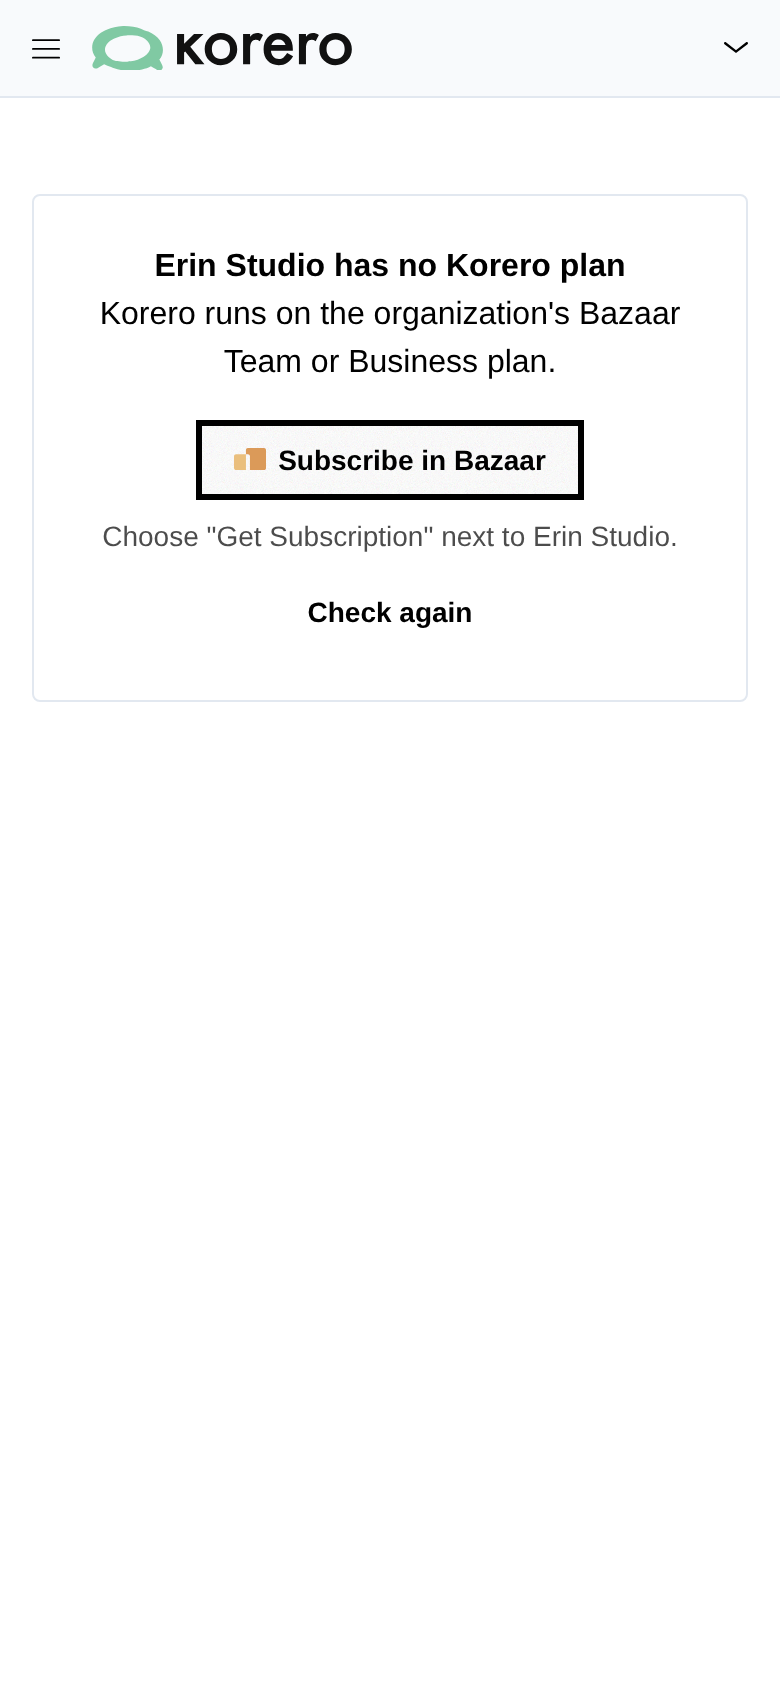 Korero
Erin Studio has no Korero plan
Korero runs on the organization's Bazaar
Team or Business plan.
Subscribe in Bazaar
Choose "Get Subscription" next to Erin Studio.
Check again